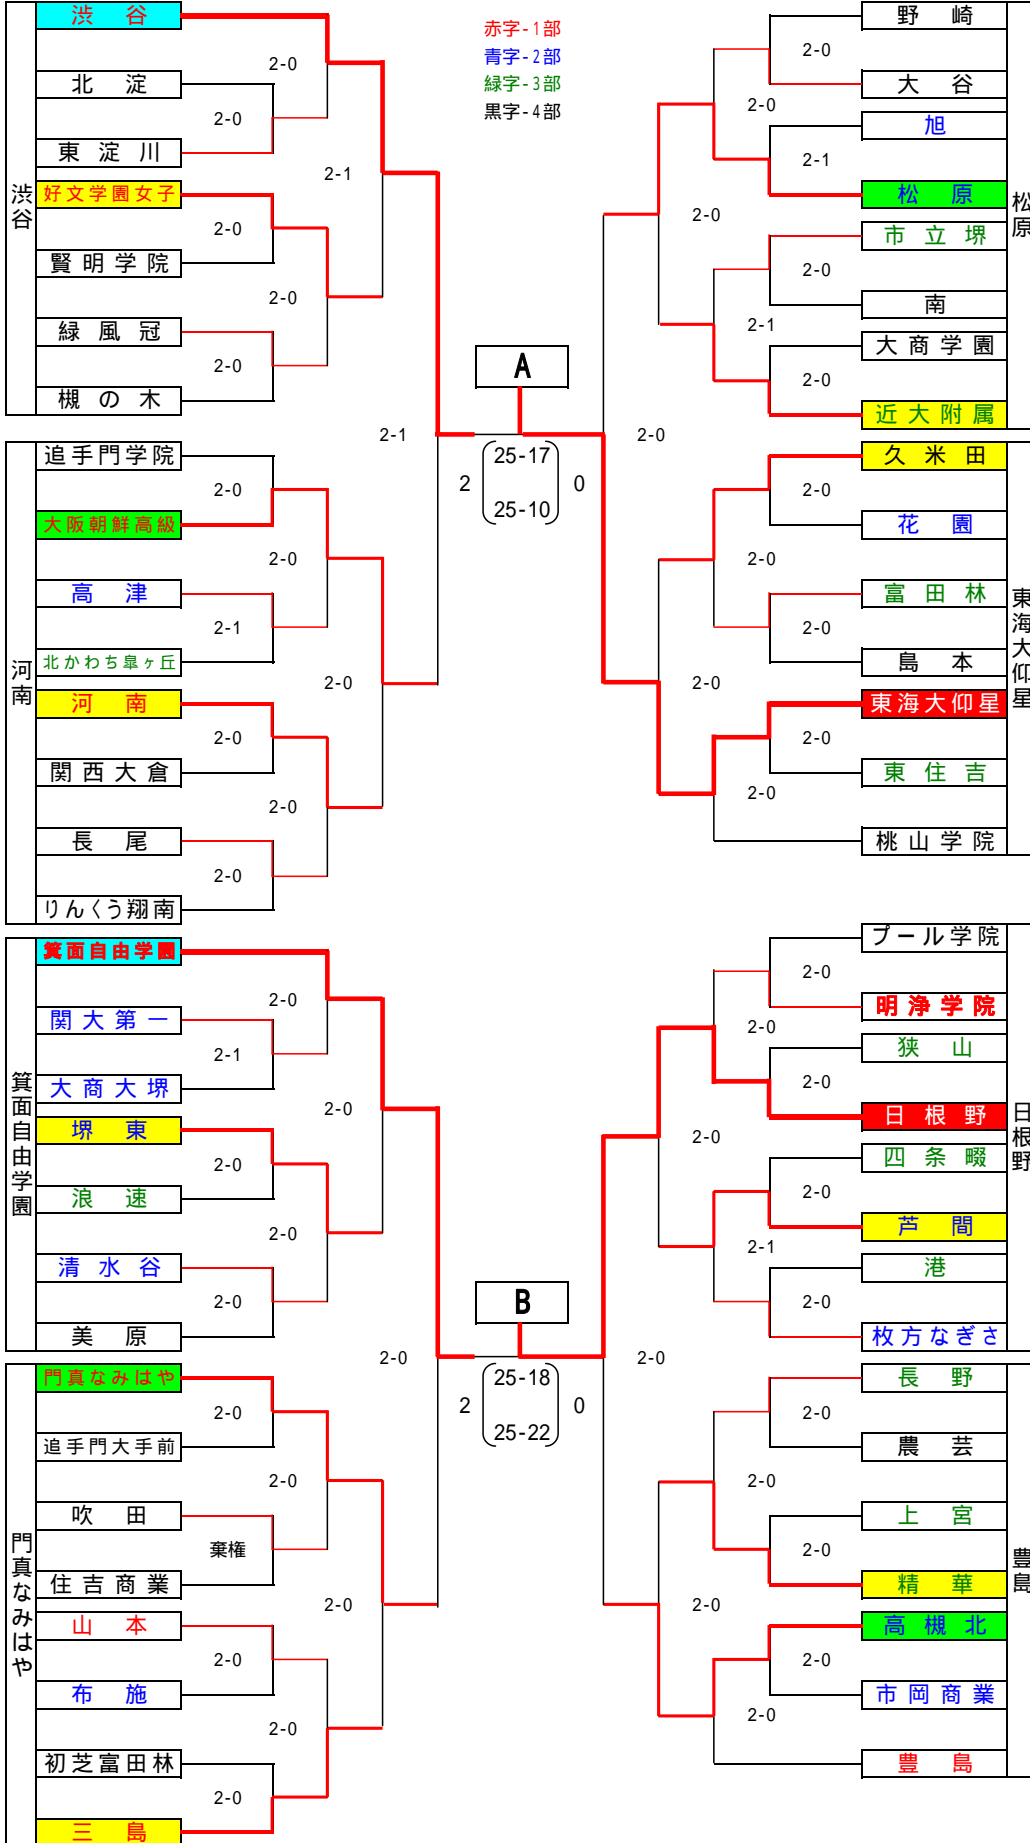 赤字-1部
青字-2部
緑字-3部
黒字-4部
渋谷
渋谷
2-0
北淀
2-0
東淀川
2-1
好文学園女子
2-0
賢明学院
2-0
緑風冠
2-0
槻の木
2-1
河南
追手門学院
2-0
大阪朝鮮高級
2-0
高津
2-1
北かわち皐ヶ丘
2-0
河南
2-0
関西大倉
2-0
長尾
2-0
りんくう翔南
A
2
25-17
25-10
0
野崎
2-0
大谷
2-0
旭
2-1
松原
松原
2-0
市立堺
2-0
南
2-1
大商学園
2-0
近大附属
2-0
久米田
2-0
花園
富田林
2-0
島本
東海大仰星
2-0
東海大仰星
2-0
東住吉
2-0
桃山学院
箕面自由学園
箕面自由学園
2-0
関大第一
2-1
大商大堺
2-0
堺東
2-0
浪速
2-0
清水谷
2-0
美原
2-0
門真なみはや
門真なみはや
2-0
追手門大手前
2-0
吹田
棄権
住吉商業
2-0
山本
2-0
布施
2-0
初芝富田林
2-0
三島
B
2
25-18
25-22
0
プール学院
2-0
明浄学院
2-0
狭山
2-0
日根野
日根野
2-0
四条畷
2-0
芦間
2-1
港
2-0
枚方なぎさ
2-0
長野
2-0
農芸
2-0
上宮
2-0
精華
豊島
2-0
高槻北
2-0
市岡商業
2-0
豊島